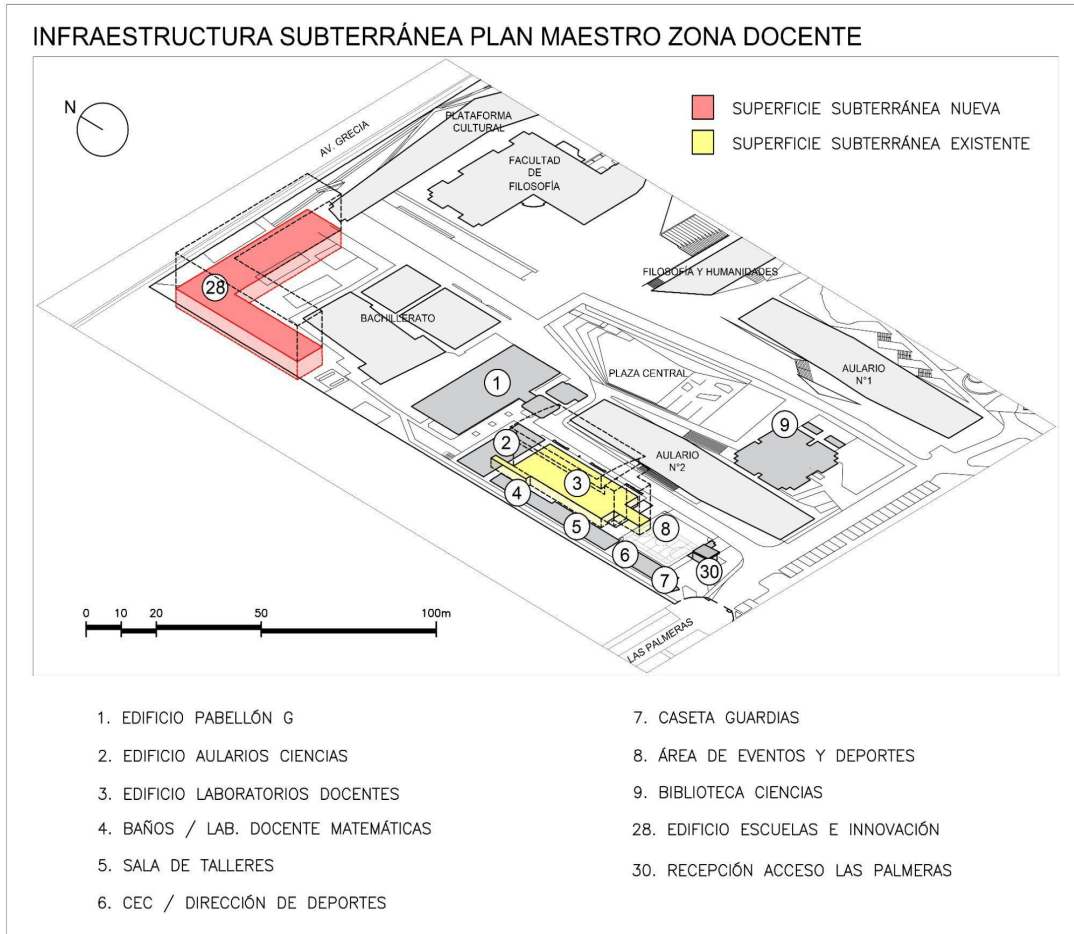 INFRAESTRUCTURA SUBTERRÁNEA PLAN MAESTRO ZONA DOCENTE
N
AV. GRECIA
PLATAFORMA
CULTURAL
FACULTAD
DE
FILOSOFÍA
SUPERFICIE SUBTERRÁNEA NUEVA
SUPERFICIE SUBTERRÁNEA EXISTENTE
28
FILOSOFÍA Y HUMANIDADES
BACHILLERATO
PLAZA CENTRAL
AULARIO
N°1
1
9
2
3
AULARIO
N°2
4
5
8
6
7
30
LAS PALMERAS
0 10 20 50 100m
1. EDIFICIO PABELLÓN G
2. EDIFICIO AULARIOS CIENCIAS
3. EDIFICIO LABORATORIOS DOCENTES
4. BAÑOS / LAB. DOCENTE MATEMÁTICAS
5. SALA DE TALLERES
6. CEC / DIRECCIÓN DE DEPORTES
7. CASETA GUARDIAS
8. ÁREA DE EVENTOS Y DEPORTES
9. BIBLIOTECA CIENCIAS
28. EDIFICIO ESCUELAS E INNOVACIÓN
30. RECEPCIÓN ACCESO LAS PALMERAS